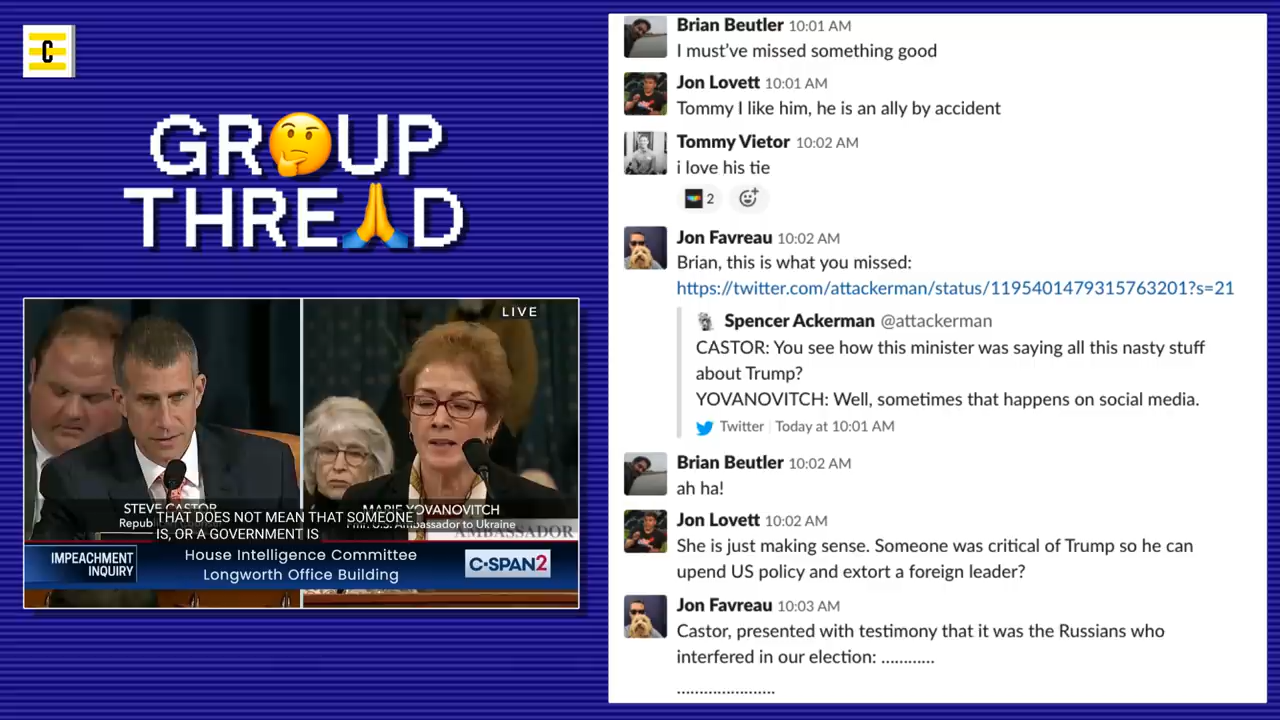 C
GR🤔UP
THRE🙏D
LIVE
STEVE CASTOR
Repub
MARIE YOVANOVITCH
Ambassador to Ukraine
AMBASSADOR
THAT DOES NOT MEAN THAT SOMEONE
IS, OR A GOVERNMENT IS
IMPEACHMENT
INQUIRY
House Intelligence Committee
Longworth Office Building
C-SPAN2
Brian Beutler 10:01 AM
I must've missed something good
Jon Lovett 10:01 AM
Tommy I like him, he is an ally by accident
Tommy Vietor 10:02 AM
i love his tie
2
Jon Favreau 10:02 AM
Brian, this is what you missed:
https://twitter.com/attackerman/status/1195401479315763201?s=21
Spencer Ackerman @attackerman
CASTOR: You see how this minister was saying all this nasty stuff
about Trump?
YOVANOVITCH: Well, sometimes that happens on social media.
Twitter | Today at 10:01 AM
Brian Beutler 10:02 AM
ah ha!
Jon Lovett 10:02 AM
She is just making sense. Someone was critical of Trump so he can
upend US policy and extort a foreign leader?
Jon Favreau 10:03 AM
Castor, presented with testimony that it was the Russians who
interfered in our election: ............
......................